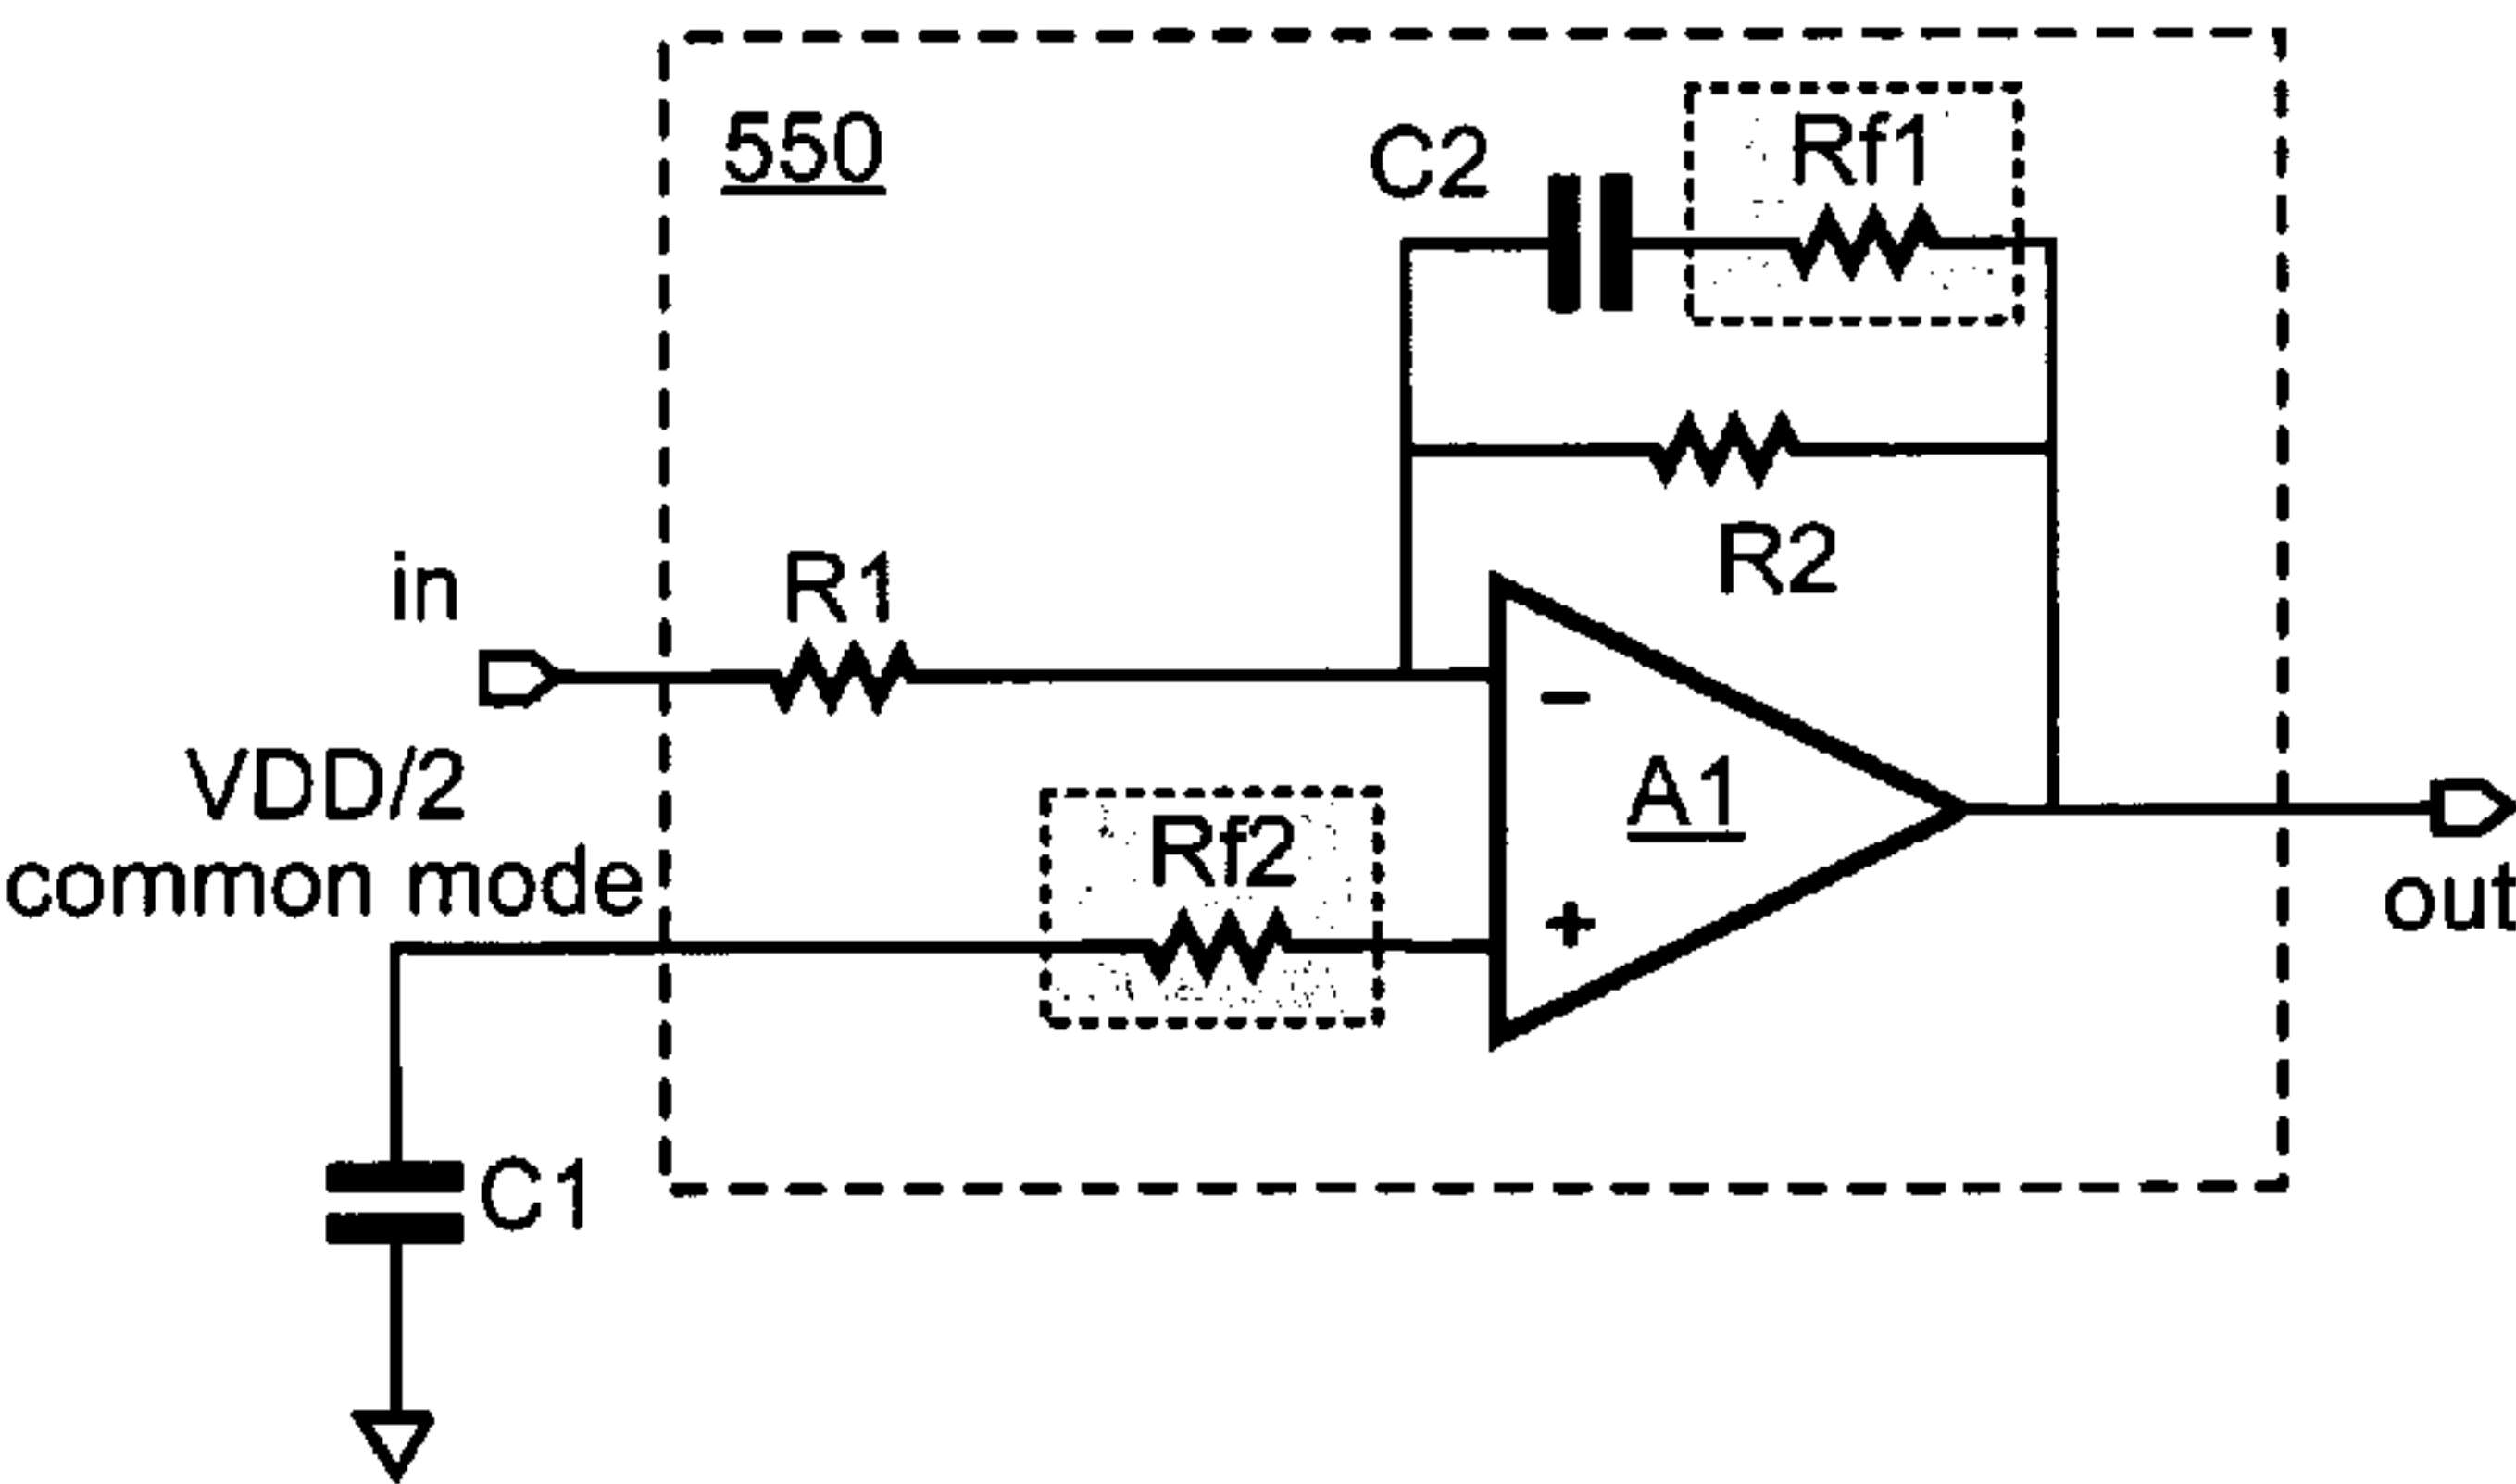 550
C2
Rf1
R2
in
R1
VDD/2
common mode
Rf2
-
A1
+
out
C1